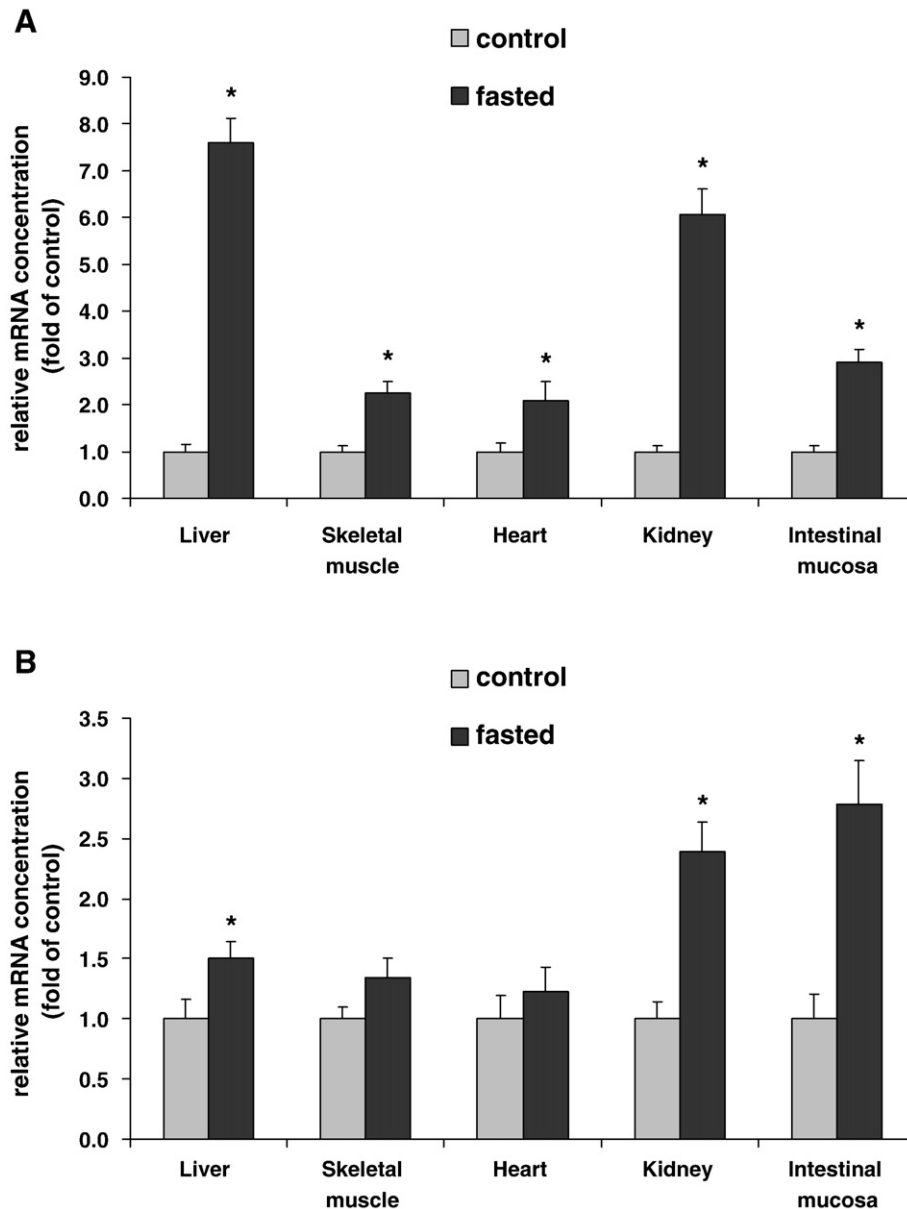 A
control
fasted
relative mRNA concentration
(fold of control)
9.0
8.0
7.0
6.0
5.0
4.0
3.0
2.0
1.0
0.0
*
*
*
*
*
Liver
Skeletal
muscle
Heart
Kidney
Intestinal
mucosa
B
control
fasted
relative mRNA concentration
(fold of control)
3.5
3.0
2.5
2.0
1.5
1.0
0.5
0.0
*
*
*
Liver
Skeletal
muscle
Heart
Kidney
Intestinal
mucosa